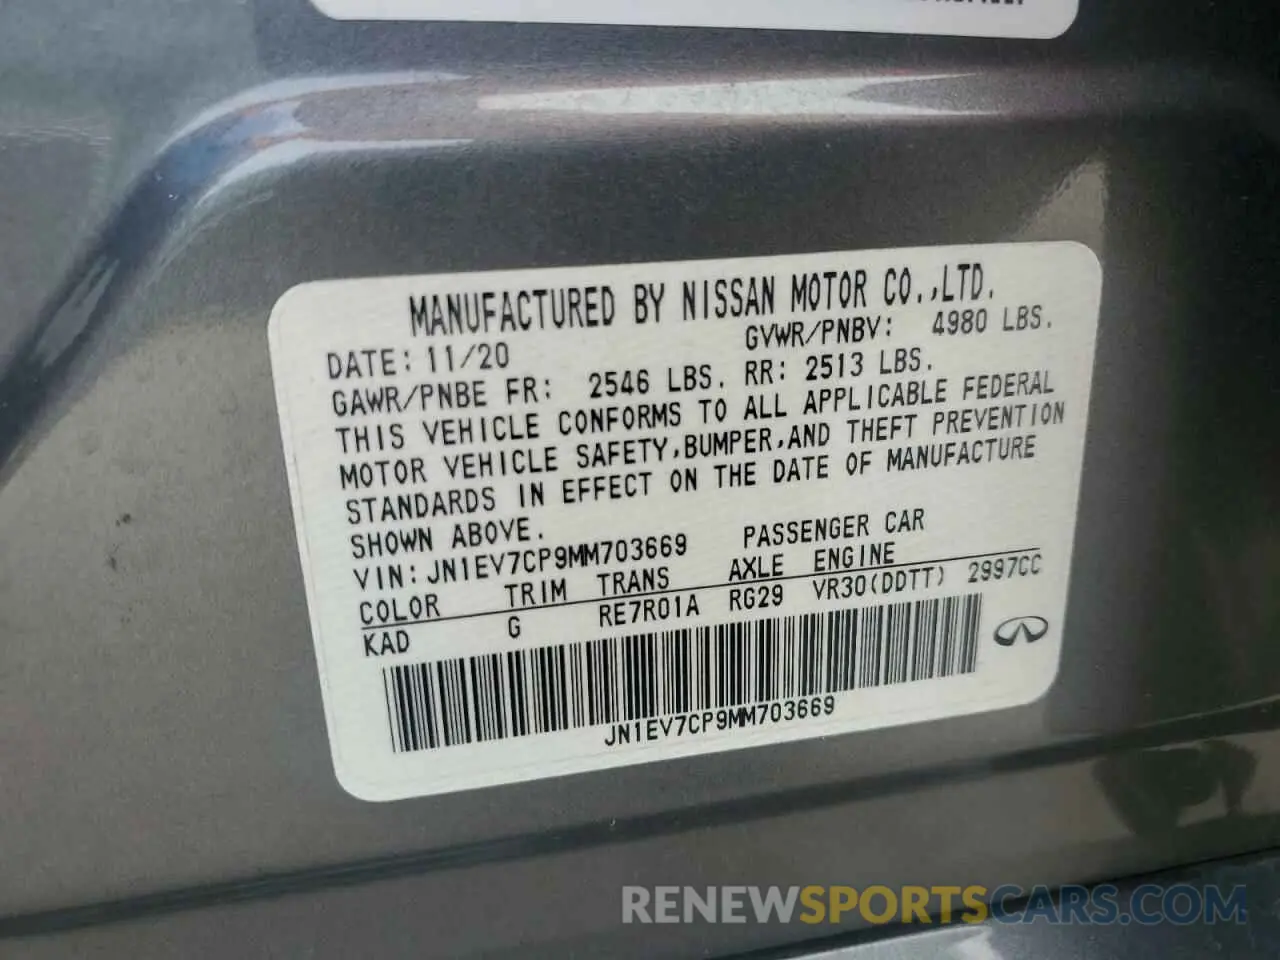 MANUFACTURED BY NISSAN MOTOR CO.,LTD.
DATE: 11/20 GVWR/PNBV: 4980 LBS.
GAWR/PNBE FR: 2546 LBS. RR: 2513 LBS.
THIS VEHICLE CONFORMS TO ALL APPLICABLE FEDERAL
MOTOR VEHICLE SAFETY,BUMPER,AND THEFT PREVENTION
STANDARDS IN EFFECT ON THE DATE OF MANUFACTURE
SHOWN ABOVE.
VIN: JN1EV7CP9MM703669 PASSENGER CAR
COLOR TRIM TRANS AXLE ENGINE
KAD G RE7R01A RG29 VR30(DDTT) 2997CC
JN1EV7CP9MM703669
RENEWSPORTSCARS.COM